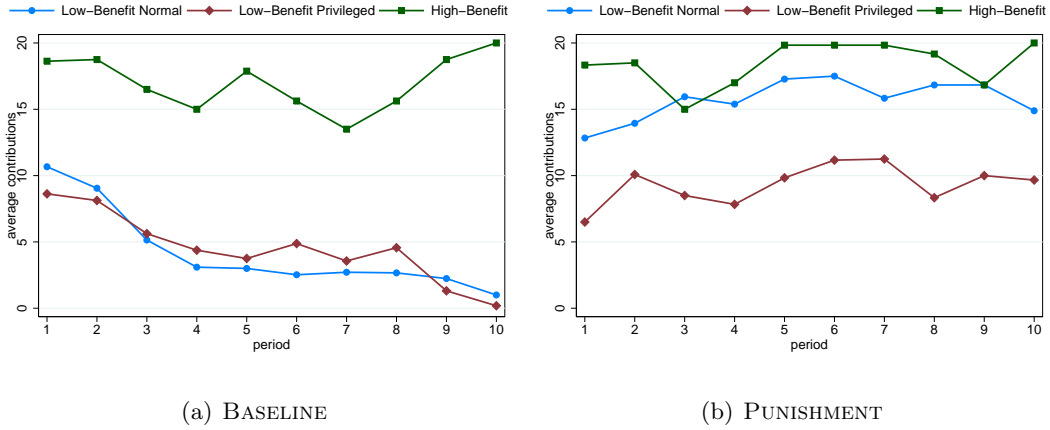 Low-Benefit Normal Low-Benefit Privileged High-Benefit
average contributions
20
15
10
5
0
1 2 3 4 5 6 7 8 9 10
period
(a) BASELINE
Low-Benefit Normal Low-Benefit Privileged High-Benefit
average contributions
20
15
10
5
0
1 2 3 4 5 6 7 8 9 10
period
(b) PUNISHMENT